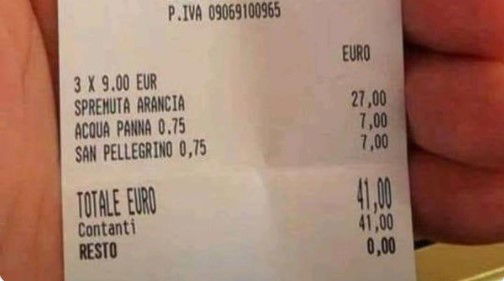 P.IVA 09069100965
EURO
3 X 9.00 EUR
SPREMUTA ARANCIA 27,00
ACQUA PANNA 0.75 7,00
SAN PELLEGRINO 0,75 7,00
TOTALE EURO 41,00
Contanti 41,00
RESTO 0,00